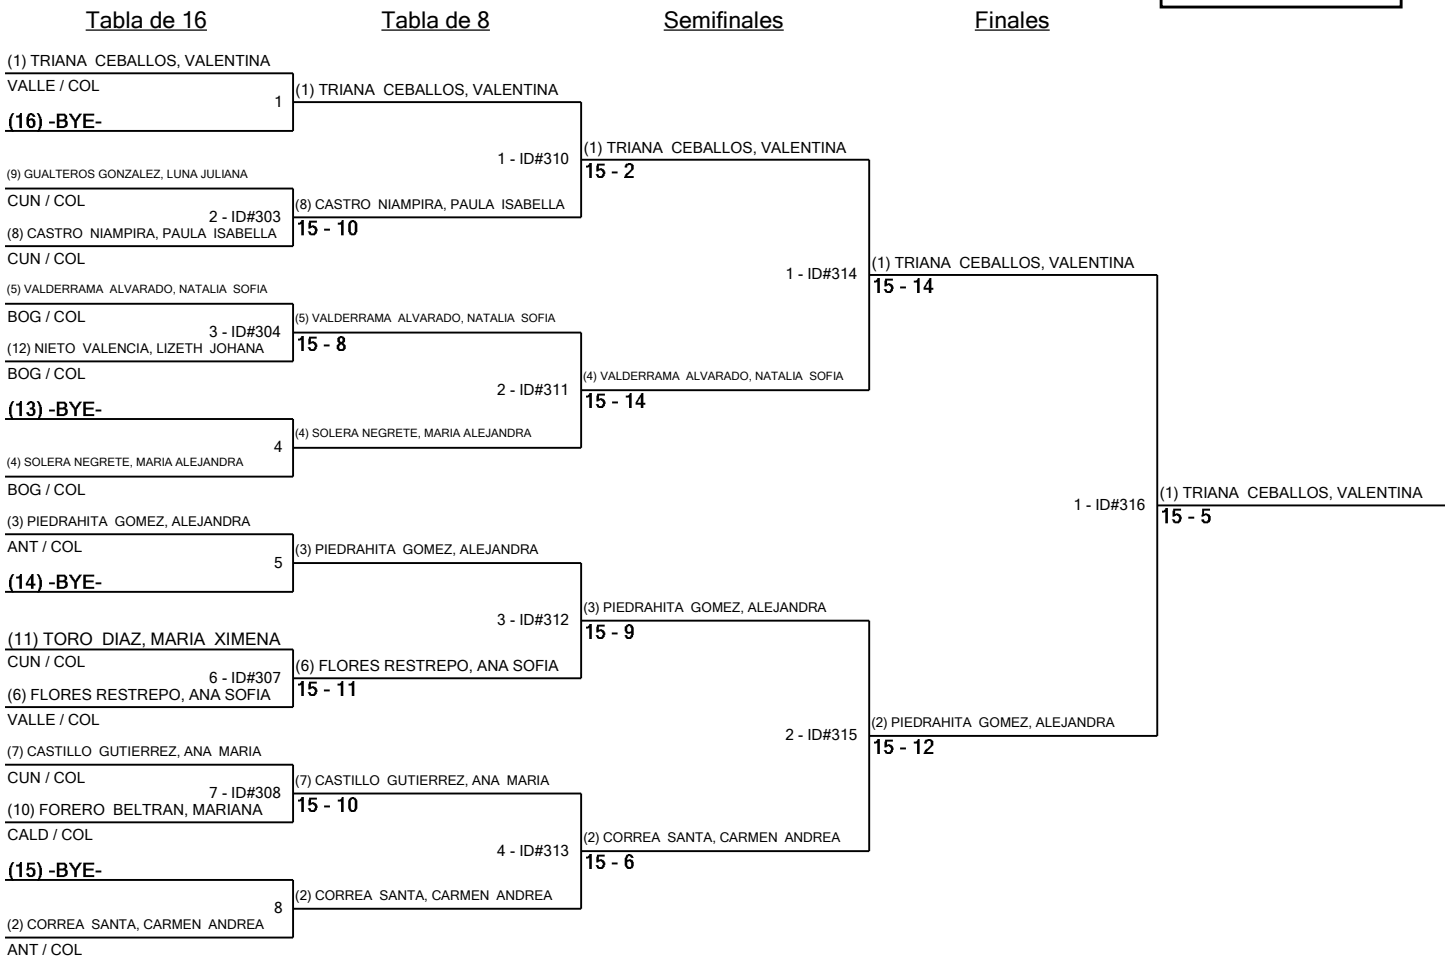 Tabla de 16
Tabla de 8
Semifinales
Finales
(1) TRIANA CEBALLOS, VALENTINA
VALLE / COL
1
(16) -BYE-
(9) GUALTEROS GONZALEZ, LUNA JULIANA
CUN / COL
2 - ID#303
(8) CASTRO NIAMPIRA, PAULA ISABELLA
CUN / COL
(5) VALDERRAMA ALVARADO, NATALIA SOFIA
BOG / COL
3 - ID#304
(12) NIETO VALENCIA, LIZETH JOHANA
BOG / COL
(13) -BYE-
4
(4) SOLERA NEGRETE, MARIA ALEJANDRA
BOG / COL
(3) PIEDRAHITA GOMEZ, ALEJANDRA
ANT / COL
5
(14) -BYE-
(11) TORO DIAZ, MARIA XIMENA
CUN / COL
6 - ID#307
(6) FLORES RESTREPO, ANA SOFIA
VALLE / COL
(7) CASTILLO GUTIERREZ, ANA MARIA
CUN / COL
7 - ID#308
(10) FORERO BELTRAN, MARIANA
CALD / COL
(15) -BYE-
8
(2) CORREA SANTA, CARMEN ANDREA
ANT / COL
(1) TRIANA CEBALLOS, VALENTINA
1 - ID#310
(8) CASTRO NIAMPIRA, PAULA ISABELLA
15 - 10
(5) VALDERRAMA ALVARADO, NATALIA SOFIA
15 - 8
2 - ID#311
(4) SOLERA NEGRETE, MARIA ALEJANDRA
(3) PIEDRAHITA GOMEZ, ALEJANDRA
3 - ID#312
(6) FLORES RESTREPO, ANA SOFIA
15 - 11
(7) CASTILLO GUTIERREZ, ANA MARIA
15 - 10
4 - ID#313
(2) CORREA SANTA, CARMEN ANDREA
(1) TRIANA CEBALLOS, VALENTINA
15 - 2
1 - ID#314
(4) VALDERRAMA ALVARADO, NATALIA SOFIA
15 - 14
(3) PIEDRAHITA GOMEZ, ALEJANDRA
15 - 9
2 - ID#315
(2) CORREA SANTA, CARMEN ANDREA
15 - 6
(1) TRIANA CEBALLOS, VALENTINA
15 - 14
1 - ID#316
(2) PIEDRAHITA GOMEZ, ALEJANDRA
15 - 12
(1) TRIANA CEBALLOS, VALENTINA
15 - 5